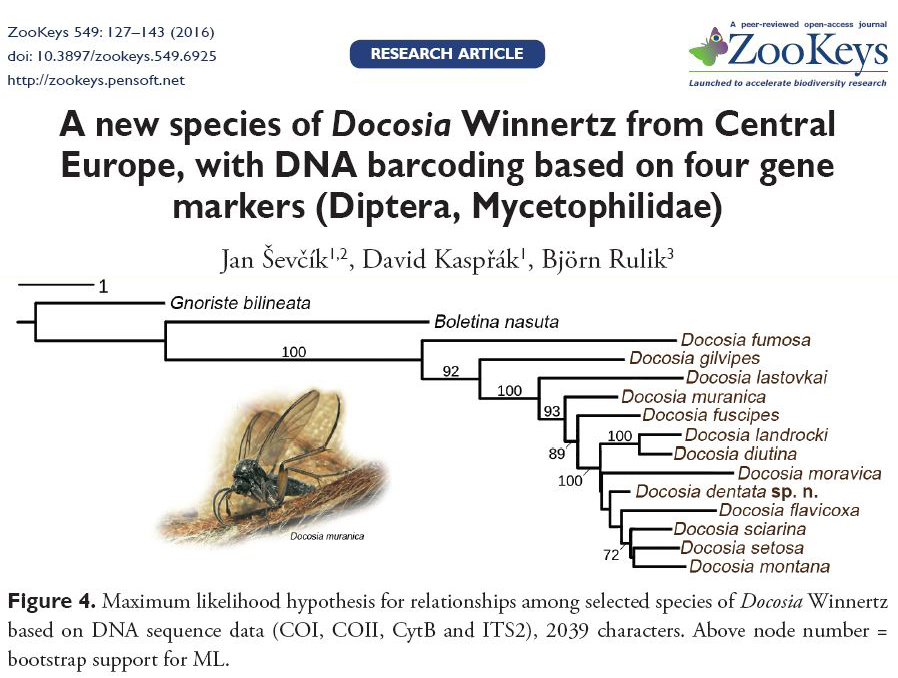 ZooKeys 549: 127–143 (2016)
doi: 10.3897/zookeys.549.6925
http://zookeys.pensoft.net
RESEARCH ARTICLE
A peer-reviewed open-access journal
ZooKeys
Launched to accelerate biodiversity research
A new species of Docosia Winnertz from Central
Europe, with DNA barcoding based on four gene
markers (Diptera, Mycetophilidae)
Jan Ševčík1,2, David Kaspřák1, Björn Rulik3
1
Gnoriste bilineata
Boletina nasuta
100
Docosia fumosa
92
Docosia gilvipes
100
Docosia lastovkai
93
Docosia muranica
89
Docosia fuscipes
100
100
Docosia landrocki
Docosia diutina
Docosia moravica
Docosia dentata sp. n.
Docosia flavicoxa
Docosia sciarina
72
Docosia setosa
Docosia montana
Docosia muranica
Figure 4. Maximum likelihood hypothesis for relationships among selected species of Docosia Winnertz
based on DNA sequence data (COI, COII, CytB and ITS2), 2039 characters. Above node number =
bootstrap support for ML.